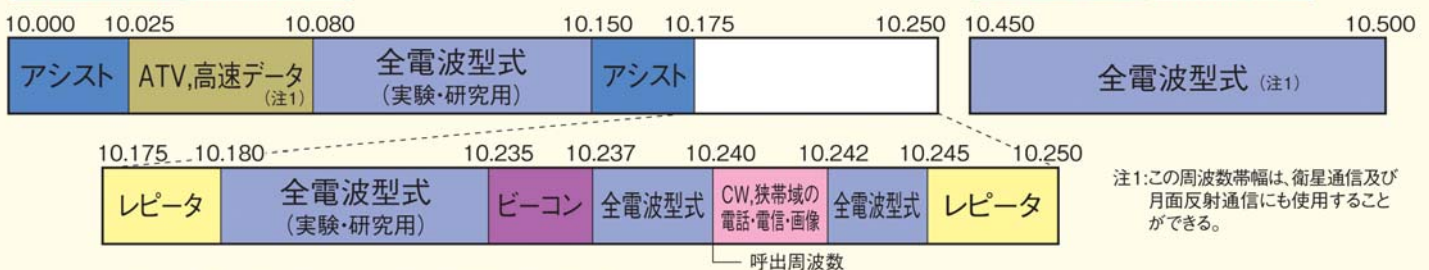 10.000 10.025 10.080 10.150 10.175 10.250 10.450 10.500
アシスト ATV,高速データ (注1) 全電波型式 アシスト 全電波型式 (注1)
(実験・研究用)
10.175 10.180 10.235 10.237 10.240 10.242 10.245 10.250
レピータ 全電波型式 ビーコン 全電波型式 CW,狭帯域の 全電波型式 レピータ
(実験・研究用) 電話・電信・画像
呼出周波数
注1:この周波数帯幅は、衛星通信及び
月面反射通信にも使用すること
ができる。